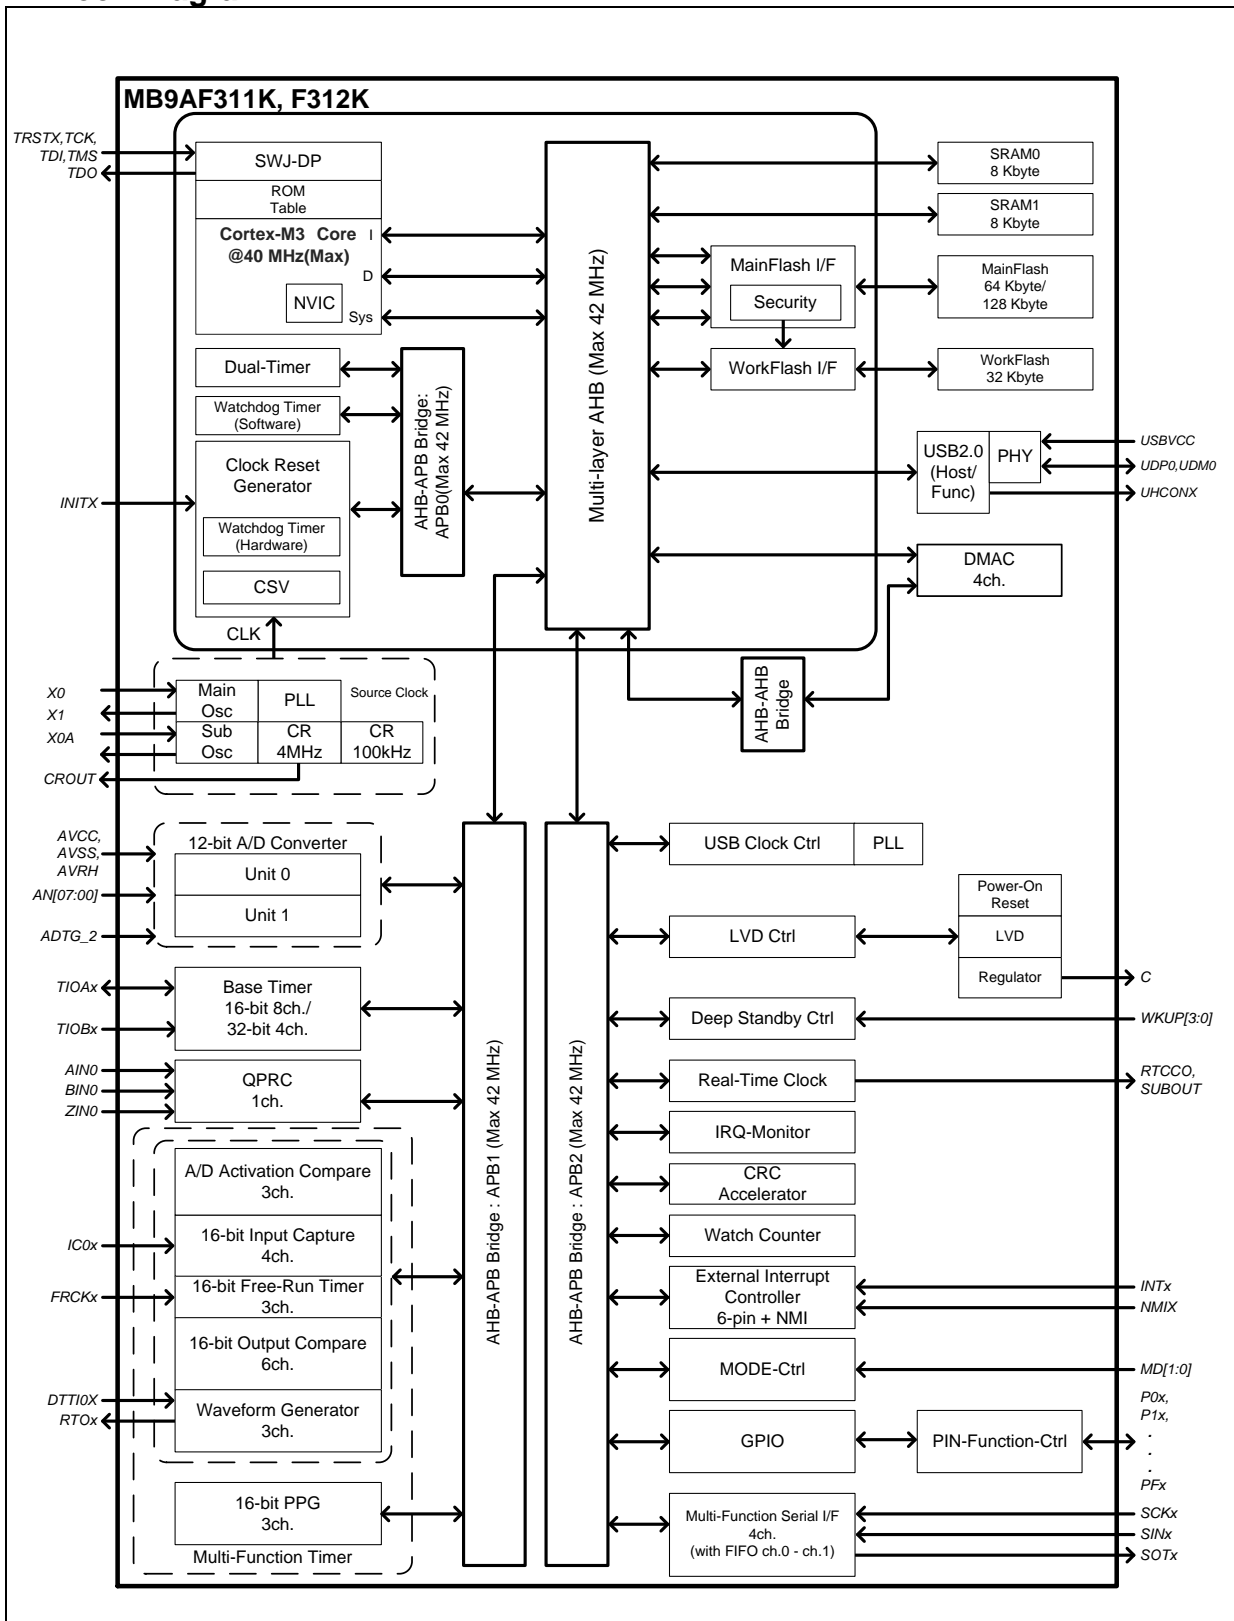 MB9AF311K, F312K
TRSTX,TCK,
TDI,TMS
TDO
SWJ-DP
ROM
Table
Cortex-M3 Core
@40 MHz(Max)
I
D
Sys
NVIC
Dual-Timer
Watchdog Timer
(Software)
Clock Reset
Generator
Watchdog Timer
(Hardware)
CSV
CLK
INITX
AHB-APB Bridge:
APB0(Max 42 MHz)
Multi-layer AHB (Max 42 MHz)
SRAM0
8 Kbyte
SRAM1
8 Kbyte
MainFlash I/F
Security
MainFlash
64 Kbyte/
128 Kbyte
WorkFlash I/F
WorkFlash
32 Kbyte
USB2.0
(Host/
Func)
PHY
USBVCC
UDP0,UDM0
UHCONX
DMAC
4ch.
AHB-AHB
Bridge
X0
X1
X0A
CROUT
Main
Osc
PLL
Source Clock
Sub
Osc
CR
4MHz
CR
100kHz
AVCC,
AVSS,
AVRH
AN[07:00]
ADTG_2
12-bit A/D Converter
Unit 0
Unit 1
TIOAx
TIOBx
Base Timer
16-bit 8ch./
32-bit 4ch.
AIN0
BIN0
ZIN0
QPRC
1ch.
A/D Activation Compare
3ch.
IC0x
16-bit Input Capture
4ch.
FRCKx
16-bit Free-Run Timer
3ch.
16-bit Output Compare
6ch.
DTTI0X
RTOx
Waveform Generator
3ch.
16-bit PPG
3ch.
Multi-Function Timer
AHB-APB Bridge : APB1 (Max 42 MHz)
AHB-APB Bridge : APB2 (Max 42 MHz)
USB Clock Ctrl
PLL
LVD Ctrl
Power-On
Reset
LVD
Regulator
C
Deep Standby Ctrl
WKUP[3:0]
Real-Time Clock
RTCCO,
SUBOUT
IRQ-Monitor
CRC
Accelerator
Watch Counter
External Interrupt
Controller
6-pin + NMI
INTx
NMIX
MODE-Ctrl
MD[1:0]
GPIO
PIN-Function-Ctrl
P0x,
P1x,
.
.
.
PFx
Multi-Function Serial I/F
4ch.
(with FIFO ch.0 - ch.1)
SCKx
SINx
SOTx